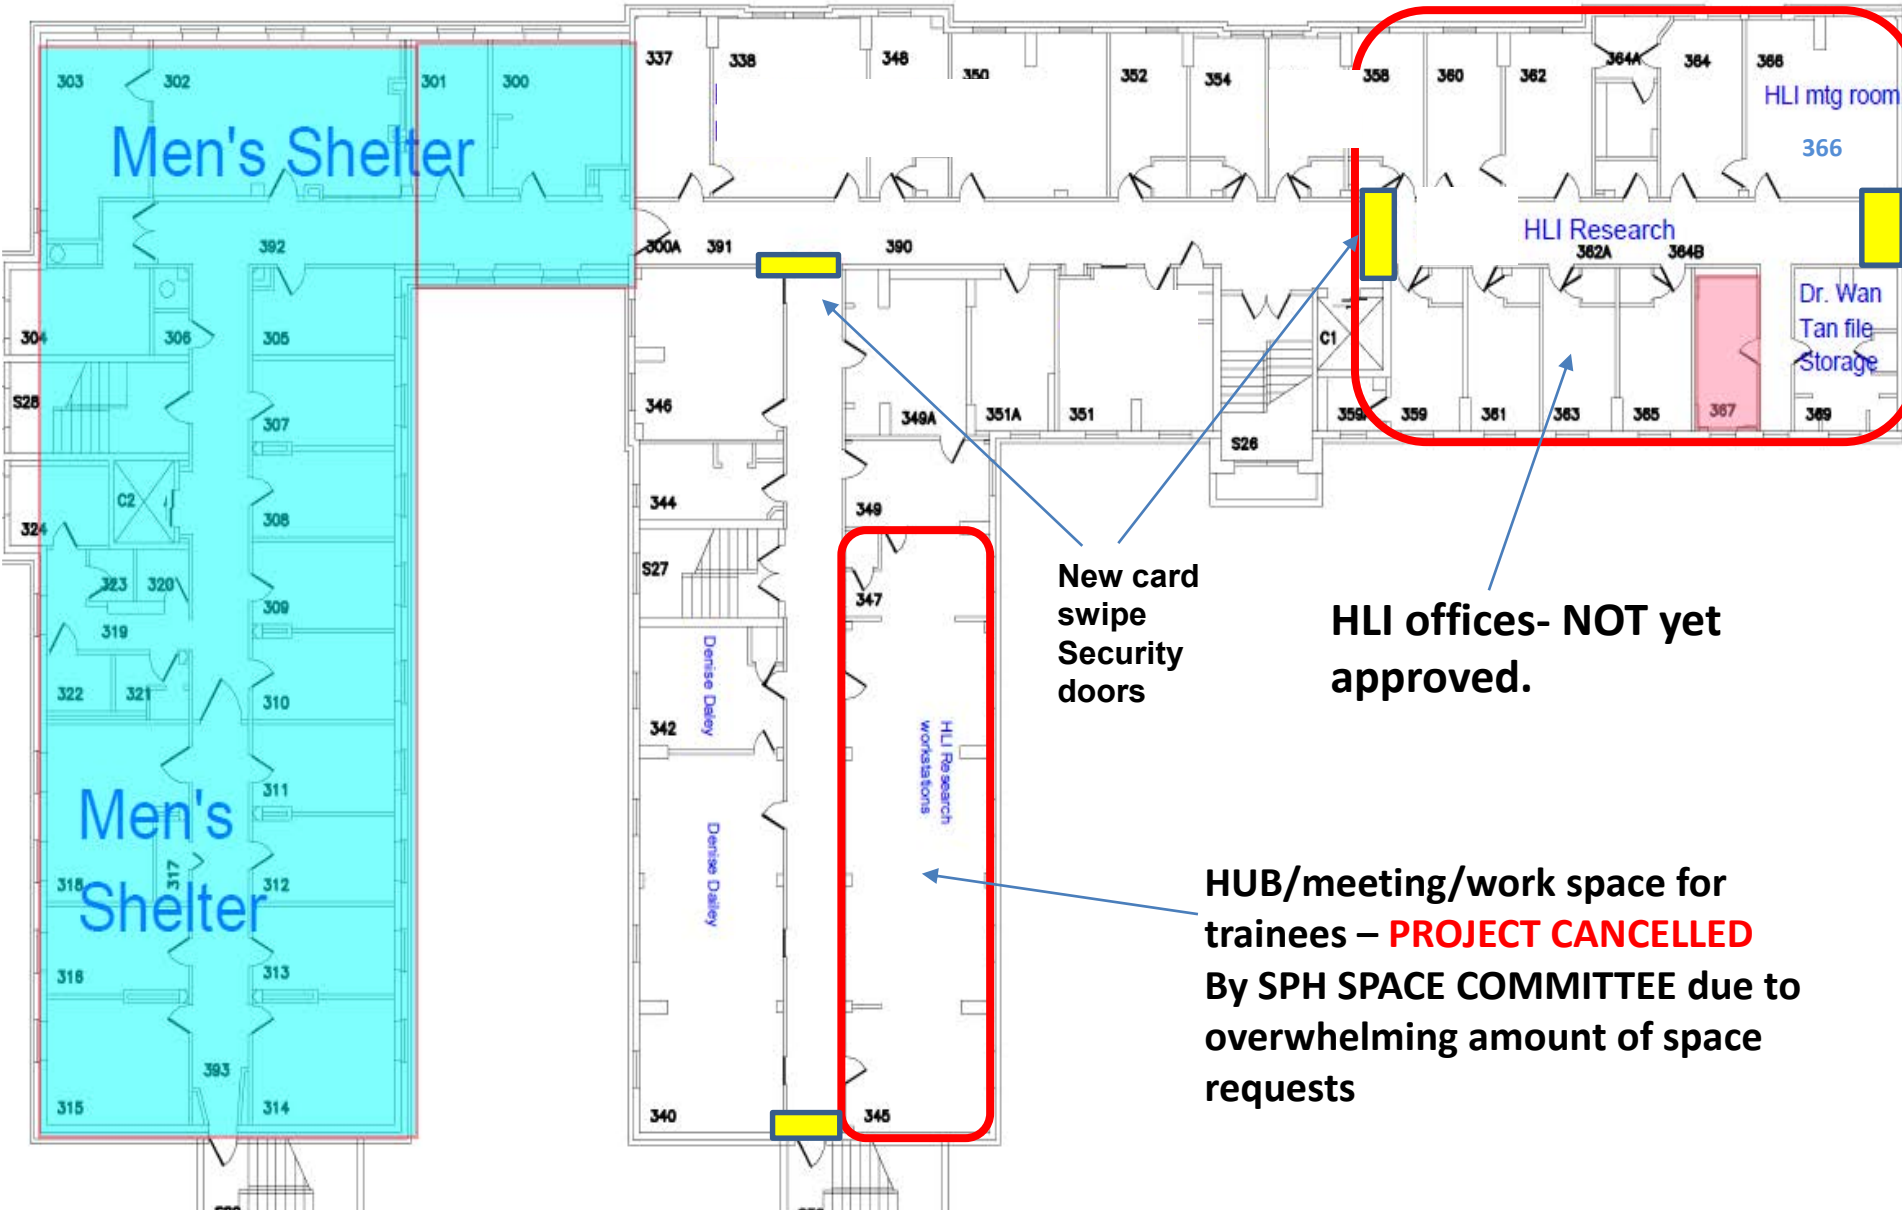 303
302
301
300
337
338
348
350
352
354
358
360
362
364A
364
366
HLI mtg room
366
Men's Shelter
392
300A
391
390
HLI Research
362A
364B
304
306
305
346
349A
351A
351
C1
359
361
363
365
367
369
Dr. Wan
Tan file
Storage
S28
307
S26
C2
324
308
344
349
323
320
309
319
S27
347
322
321
310
342
Denise Daley
HLI Research
workstations
New card
swipe
Security
doors
HLI offices- NOT yet
approved.
311
Men's
Shelter
317
318
312
Denise Dailey
316
313
393
315
314
340
345
HUB/meeting/work space for
trainees – PROJECT CANCELLED
By SPH SPACE COMMITTEE due to
overwhelming amount of space
requests